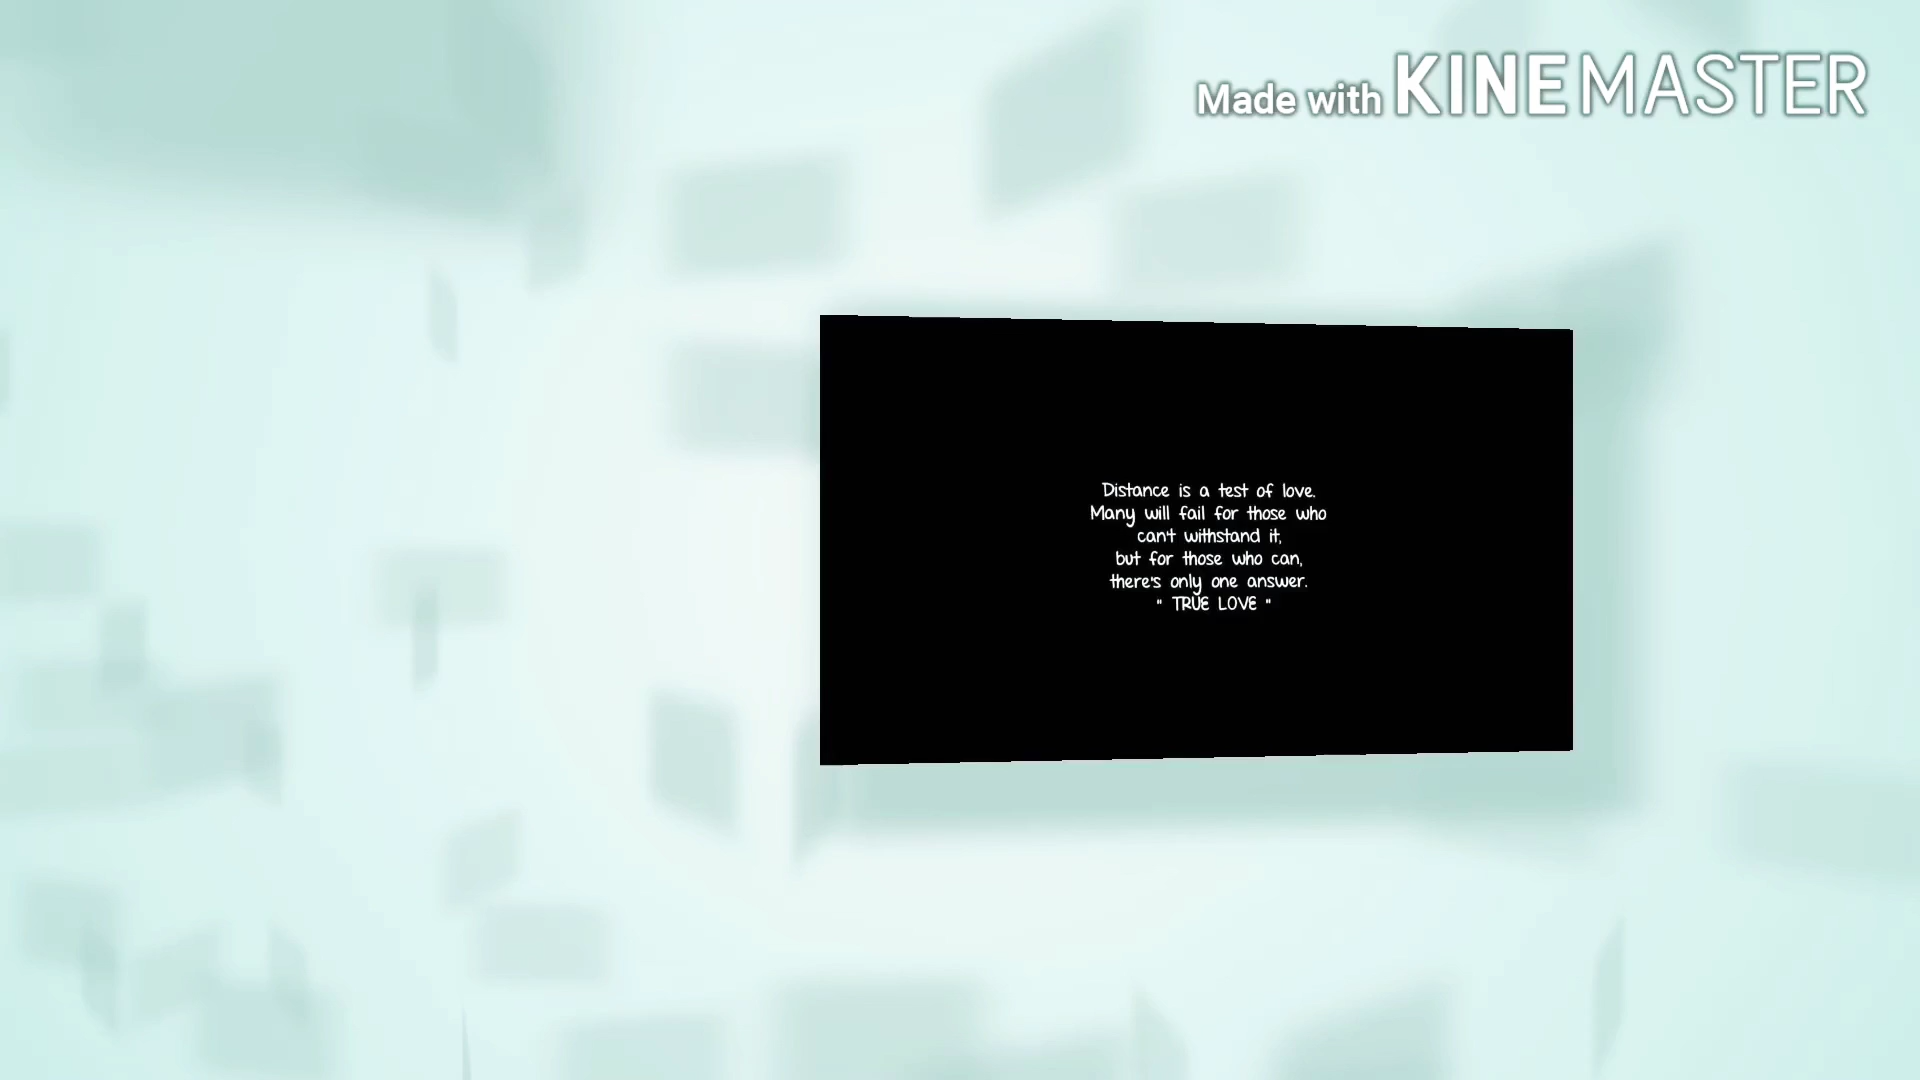 Made with KINEMASTER
Distance is a test of love.
Many will fail for those who
can't withstand it,
but for those who can,
there's only one answer.
" TRUE LOVE "